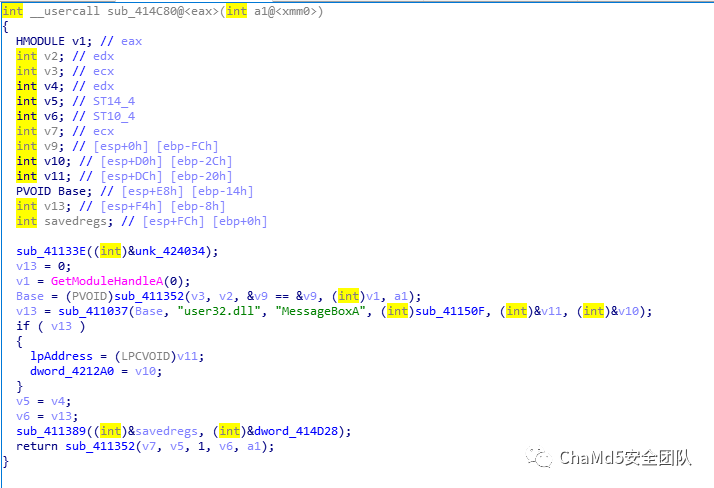 int __usercall sub_414C80@<eax>(int a1@<xmm0>)
{
HMODULE v1; // eax
int v2; // edx
int v3; // ecx
int v4; // edx
int v5; // ST14_4
int v6; // ST10_4
int v7; // ecx
int v9; // [esp+0h] [ebp-FCh]
int v10; // [esp+D0h] [ebp-2Ch]
int v11; // [esp+DCh] [ebp-20h]
PVOID Base; // [esp+E8h] [ebp-14h]
int v13; // [esp+F4h] [ebp-8h]
int savedregs; // [esp+FCh] [ebp+0h]
sub_41133E((int)&unk_424034);
v13 = 0;
v1 = GetModuleHandleA(0);
Base = (PVOID)sub_411352(v3, v2, &v9 == &v9, (int)v1, a1);
v13 = sub_411037(Base, "user32.dll", "MessageBoxA", (int)sub_41150F, (int)&v11, (int)&v10);
if ( v13 )
{
lpAddress = (LPCVOID)v11;
dword_4212A0 = v10;
}
v5 = v4;
v6 = v13;
sub_411389((int)&savedregs, (int)&dword_414D28);
return sub_411352(v7, v5, 1, v6, a1);
}
ChaMd5安全团队